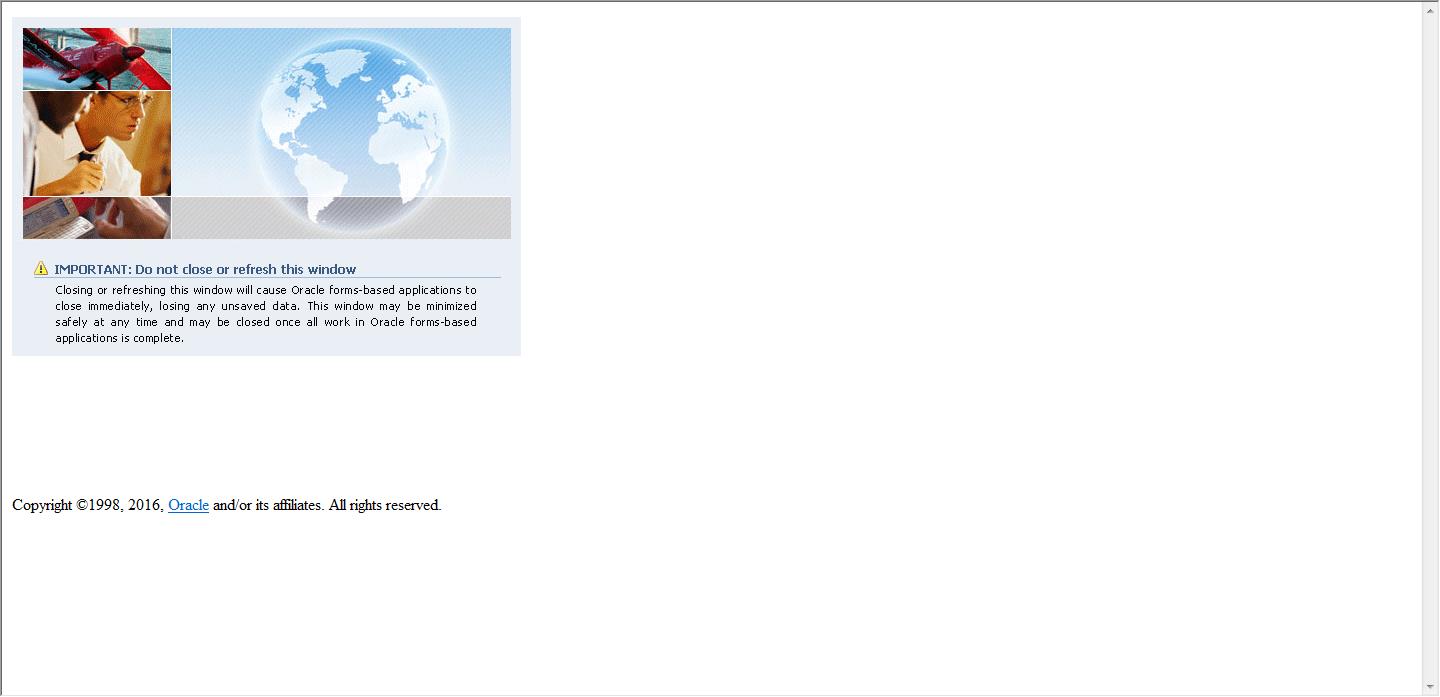 IMPORTANT: Do not close or refresh this window
Closing or refreshing this window will cause Oracle forms-based applications to
close immediately, losing any unsaved data. This window may be minimized
safely at any time and may be closed once all work in Oracle forms-based
applications is complete.
Copyright ©1998, 2016, Oracle and/or its affiliates. All rights reserved.